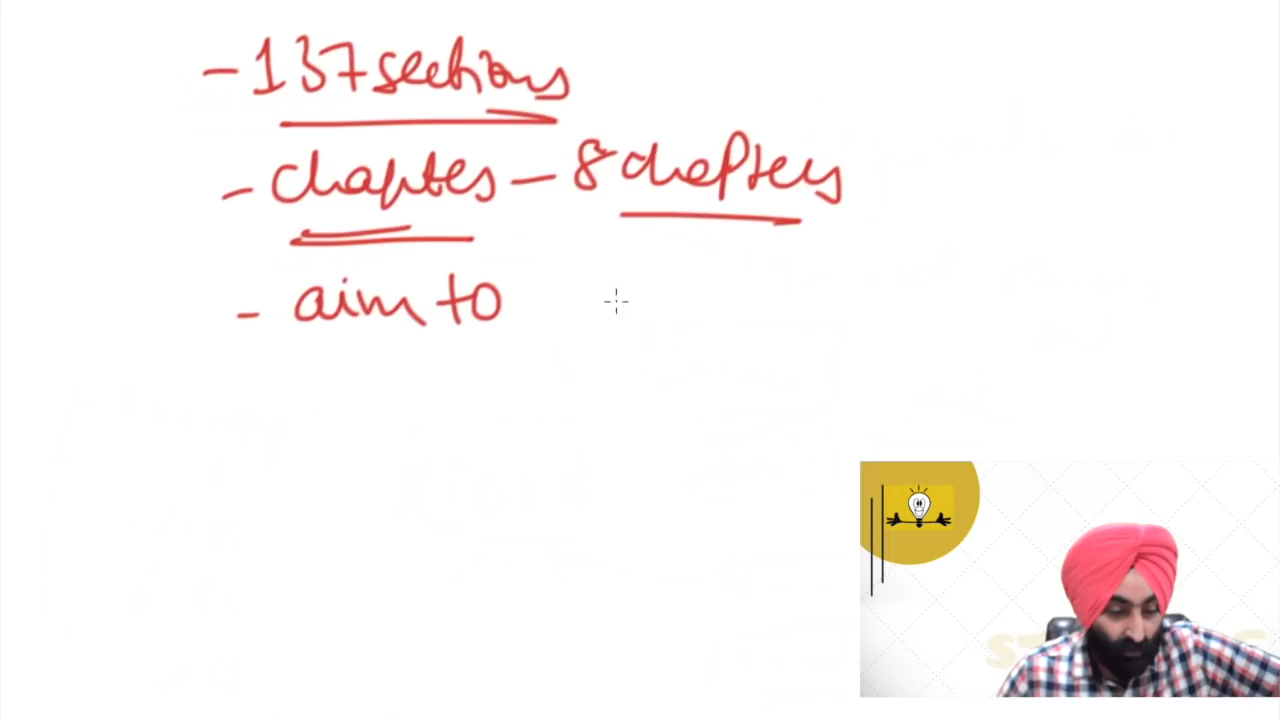 - 137 sections
- chaptes - 8 chapters
- aim to